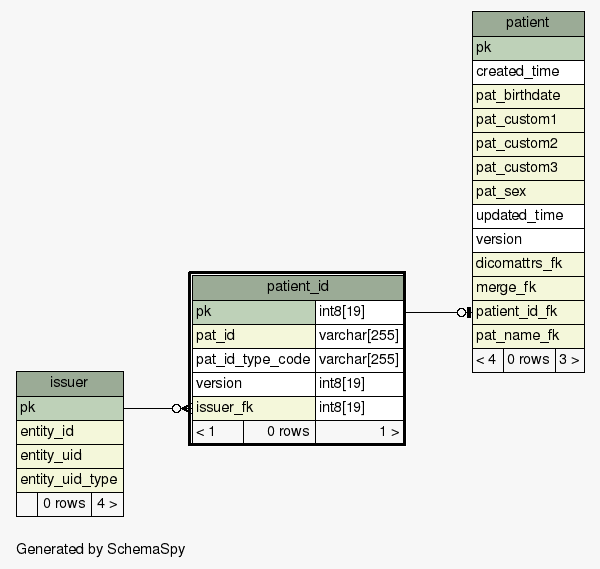 patient
pk
created_time
pat_birthdate
pat_custom1
pat_custom2
pat_custom3
pat_sex
updated_time
version
dicomattrs_fk
merge_fk
patient_id_fk
pat_name_fk
< 4 0 rows 3 >
patient_id
pk int8[19]
pat_id varchar[255]
pat_id_type_code varchar[255]
version int8[19]
issuer_fk int8[19]
< 1 0 rows 1 >
issuer
pk
entity_id
entity_uid
entity_uid_type
0 rows 4 >
Generated by SchemaSpy